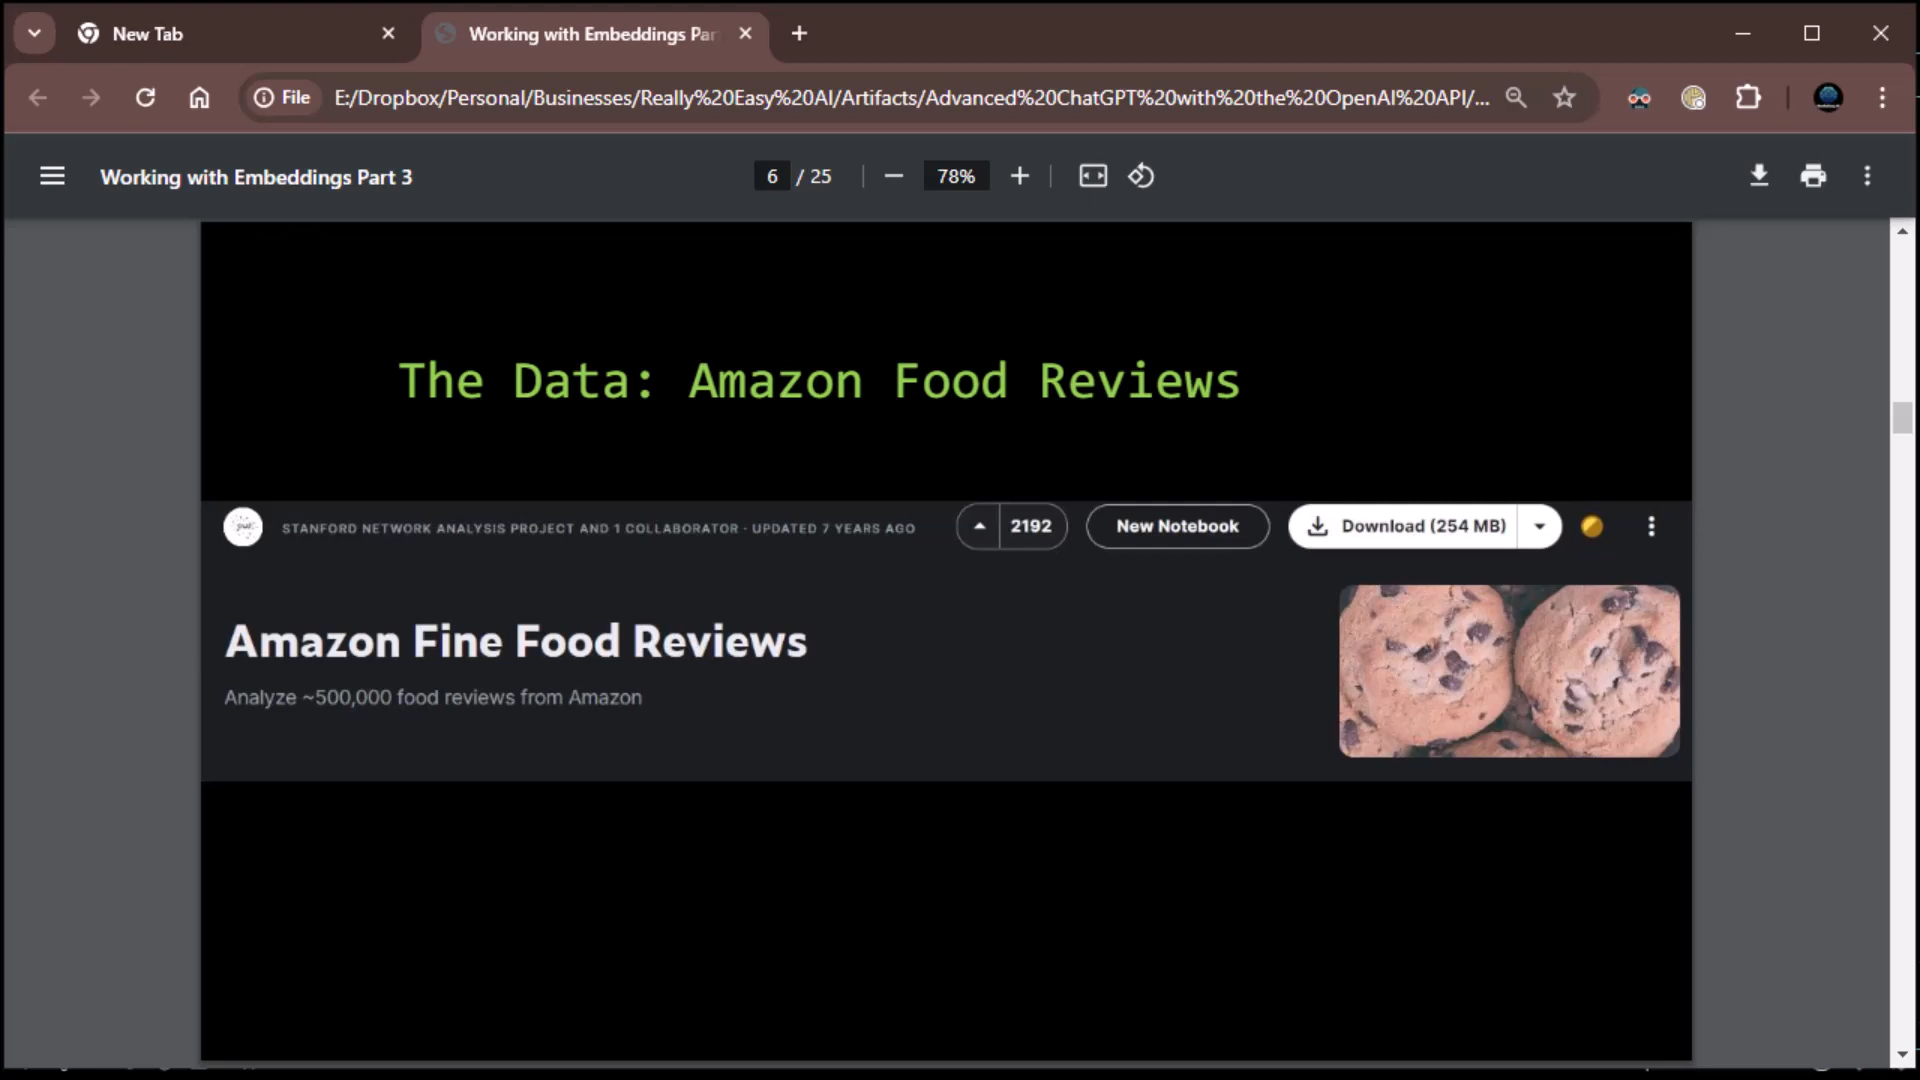 New Tab
Working with Embeddings Par
File
E:/Dropbox/Personal/Businesses/Really%20Easy%20AI/Artifacts/Advanced%20ChatGPT%20with%20the%20OpenAI%20API/...
Working with Embeddings Part 3
6 / 25
78%
The Data: Amazon Food Reviews
STANFORD NETWORK ANALYSIS PROJECT AND 1 COLLABORATOR · UPDATED 7 YEARS AGO
2192
New Notebook
Download (254 MB)
Amazon Fine Food Reviews
Analyze ~500,000 food reviews from Amazon